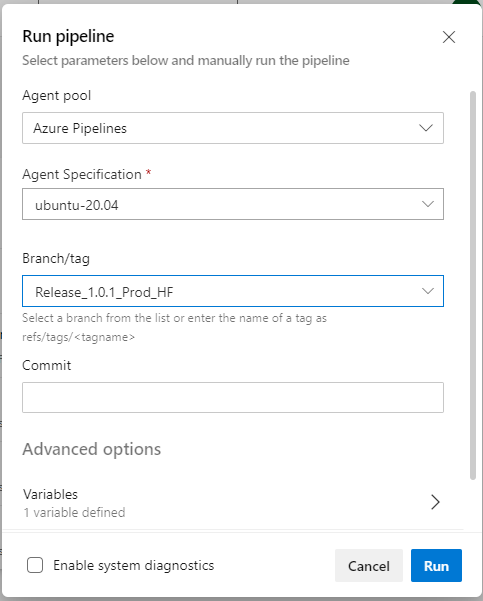 Run pipeline
Select parameters below and manually run the pipeline
Agent pool
Azure Pipelines
Agent Specification *
ubuntu-20.04
Branch/tag
Release_1.0.1_Prod_HF
Select a branch from the list or enter the name of a tag as
refs/tags/<tagname>
Commit
Advanced options
Variables
1 variable defined
Enable system diagnostics
Cancel
Run